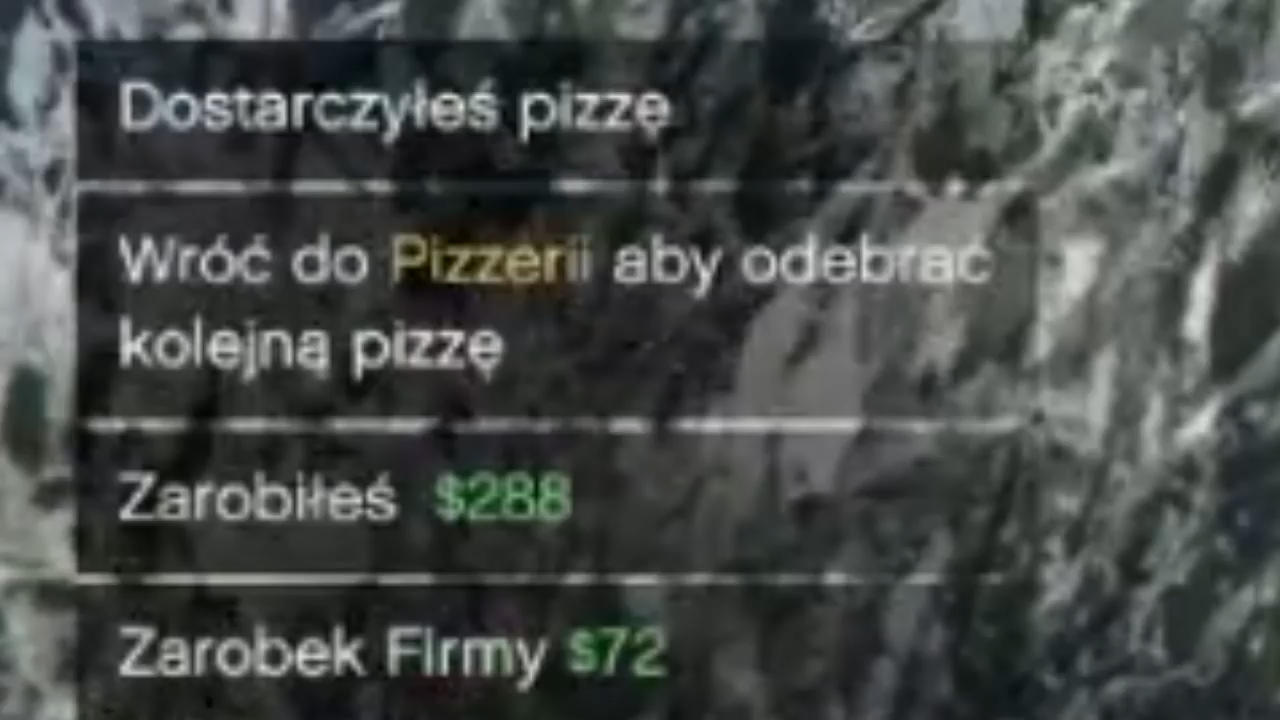 Dostarczyłeś pizzę
Wróć do Pizzerii aby odebrać
kolejną pizzę
Zarobiłeś $288
Zarobek Firmy $72